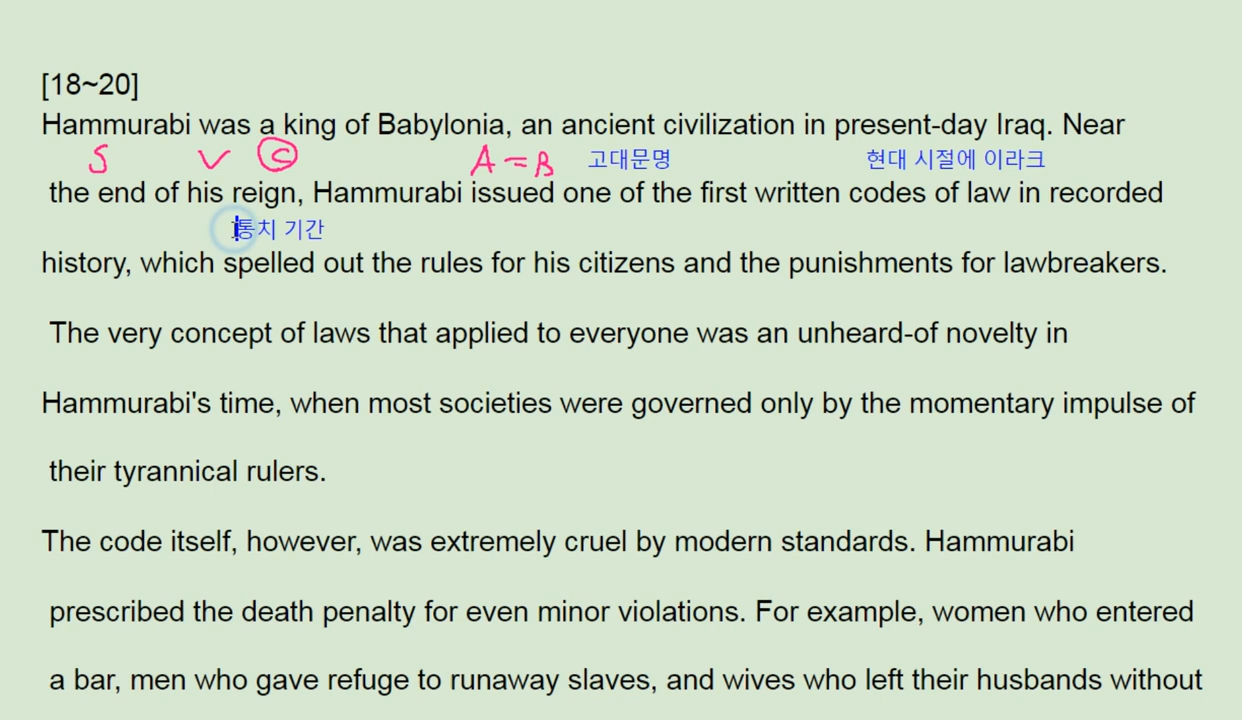 [18~20]
Hammurabi was a king of Babylonia, an ancient civilization in present-day Iraq. Near
S V C A = B 고대문명 현대 시절에 이라크
the end of his reign, Hammurabi issued one of the first written codes of law in recorded
통치 기간
history, which spelled out the rules for his citizens and the punishments for lawbreakers.
The very concept of laws that applied to everyone was an unheard-of novelty in
Hammurabi's time, when most societies were governed only by the momentary impulse of
their tyrannical rulers.
The code itself, however, was extremely cruel by modern standards. Hammurabi
prescribed the death penalty for even minor violations. For example, women who entered
a bar, men who gave refuge to runaway slaves, and wives who left their husbands without